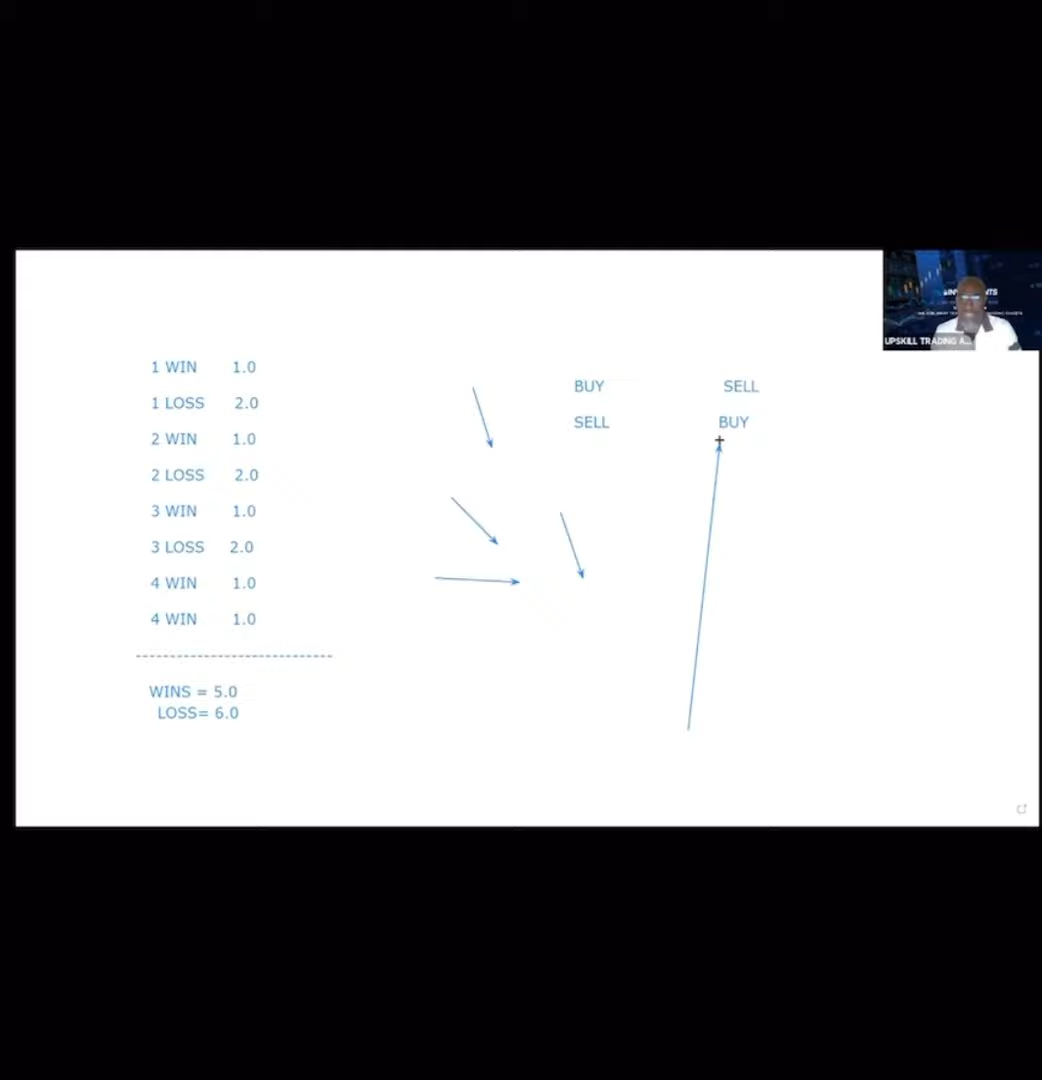 1 WIN 1.0
1 LOSS 2.0
2 WIN 1.0
2 LOSS 2.0
3 WIN 1.0
3 LOSS 2.0
4 WIN 1.0
4 WIN 1.0
WINS = 5.0
LOSS= 6.0
BUY SELL
SELL BUY
UPSKILL TRADING A...